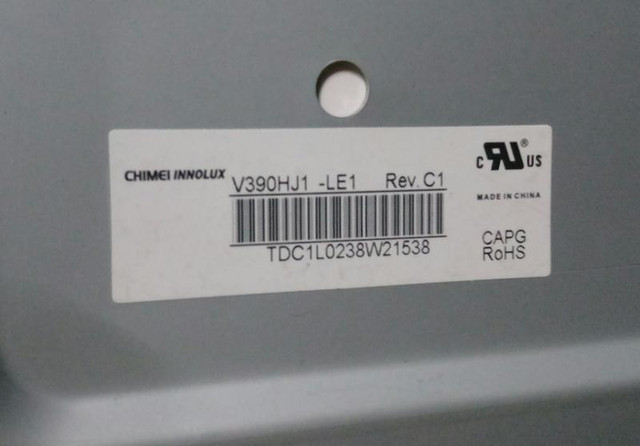 CHIMEI INNOLUX
V390HJ1 -LE1 Rev. C1
TDC1L0238W21538
C RU® US
MADE IN CHINA
CAPG
RoHS